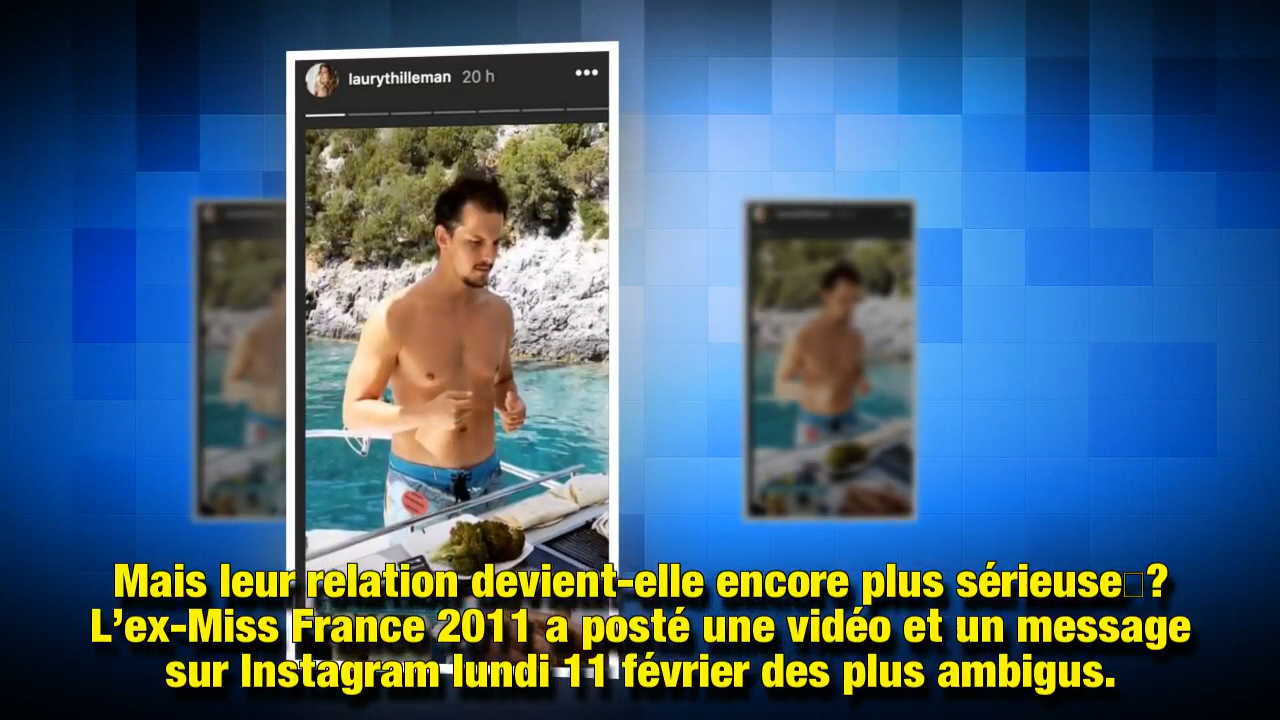 laurythilleman 20 h
Mais leur relation devient-elle encore plus sérieuse ?
L’ex-Miss France 2011 a posté une vidéo et un message
sur Instagram lundi 11 février des plus ambigus.